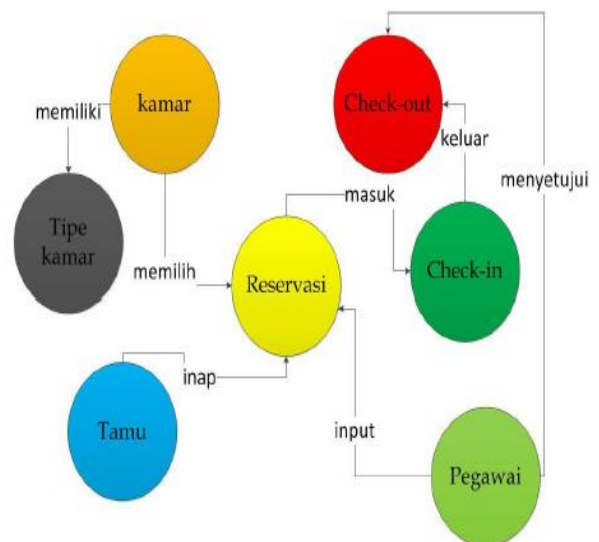 kamar
Check-out
memiliki
keluar
menyetujui
masuk
Tipe
kamar
memilih
Reservasi
Check-in
inap
Tamu
input
Pegawai